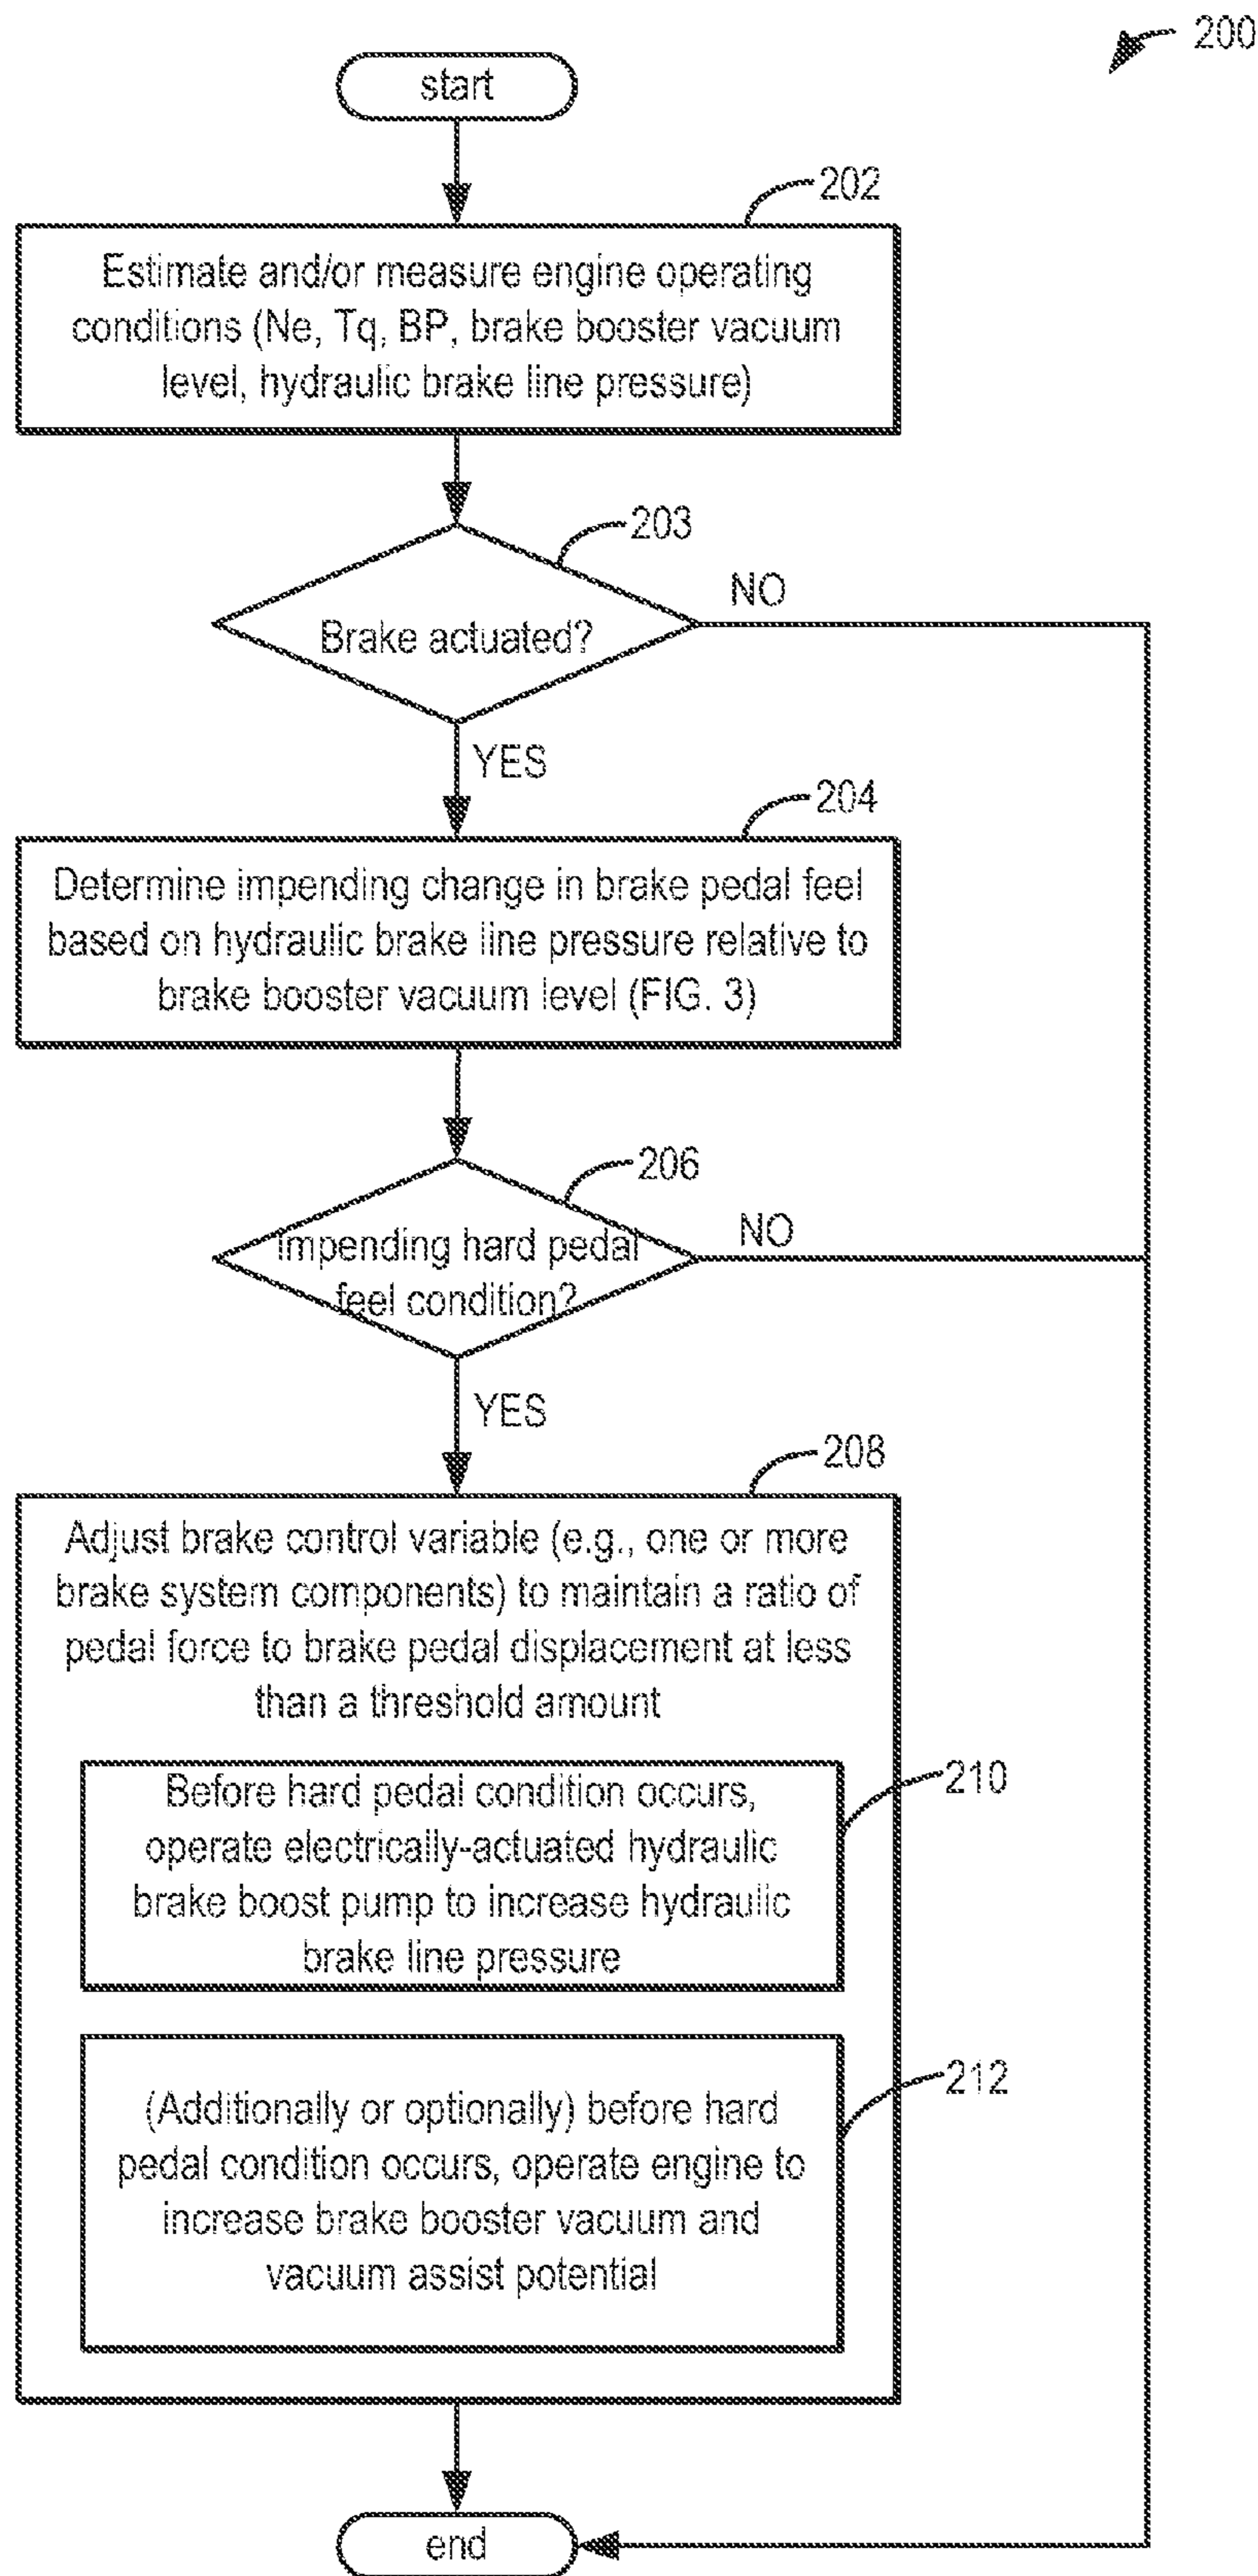 200
start
202
Estimate and/or measure engine operating
conditions (Ne, Tq, BP, brake booster vacuum
level, hydraulic brake line pressure)
203
Brake actuated?
NO
YES
204
Determine impending change in brake pedal feel
based on hydraulic brake line pressure relative to
brake booster vacuum level (FIG. 3)
206
impending hard pedal
feel condition?
NO
YES
208
Adjust brake control variable (e.g., one or more
brake system components) to maintain a ratio of
pedal force to brake pedal displacement at less
than a threshold amount
210
Before hard pedal condition occurs,
operate electrically-actuated hydraulic
brake boost pump to increase hydraulic
brake line pressure
212
(Additionally or optionally) before hard
pedal condition occurs, operate engine to
increase brake booster vacuum and
vacuum assist potential
end